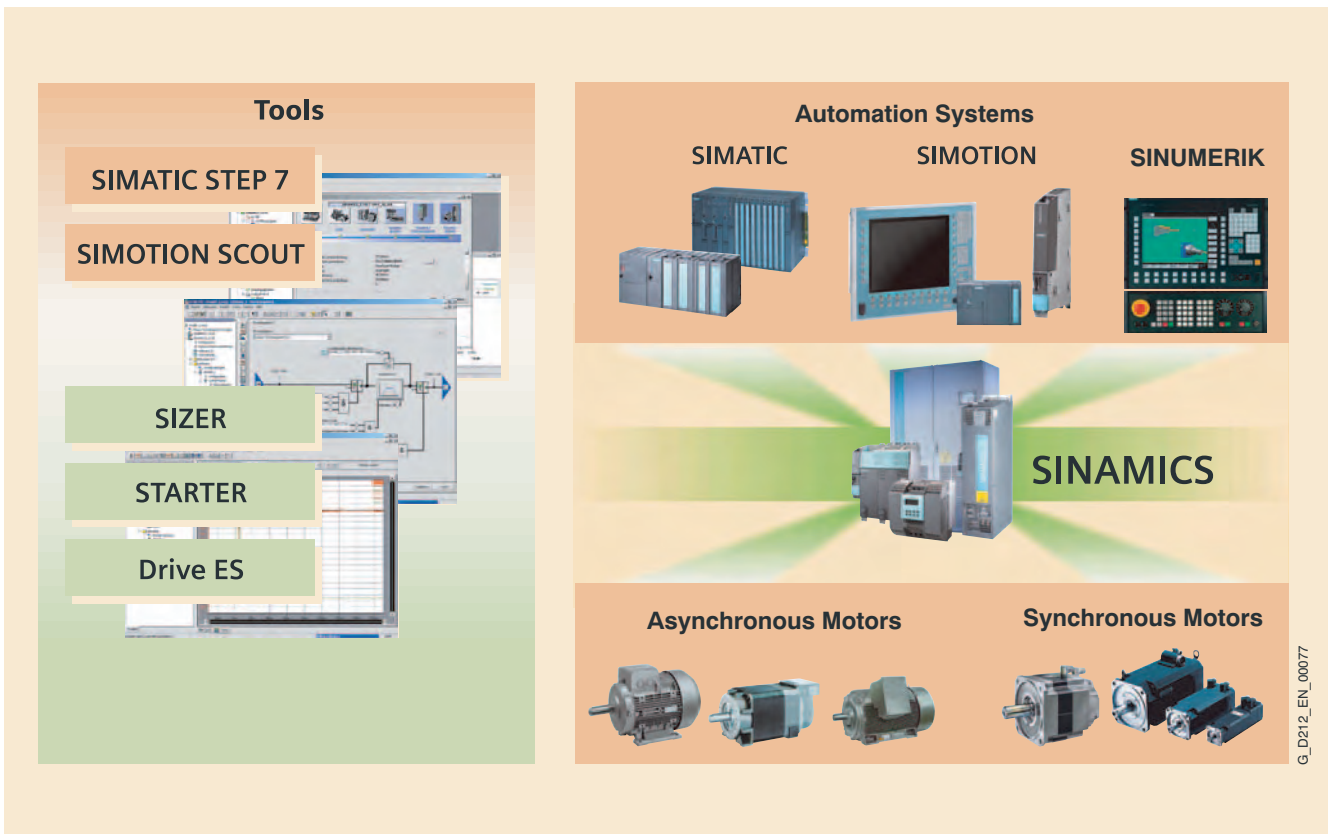 Tools
SIMATIC STEP 7
SIMOTION SCOUT
SIZER
STARTER
Drive ES
Automation Systems
SIMATIC
SIMOTION
SINUMERIK
SINAMICS
Asynchronous Motors
Synchronous Motors
G_D212_EN_00077